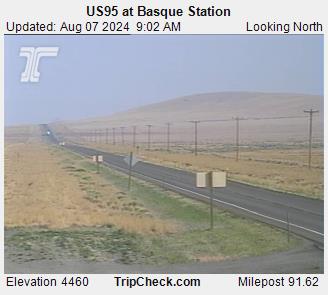 US95 at Basque Station
Updated: Aug 07 2024 9:02 AM Looking North
Elevation 4460 TripCheck.com Milepost 91.62